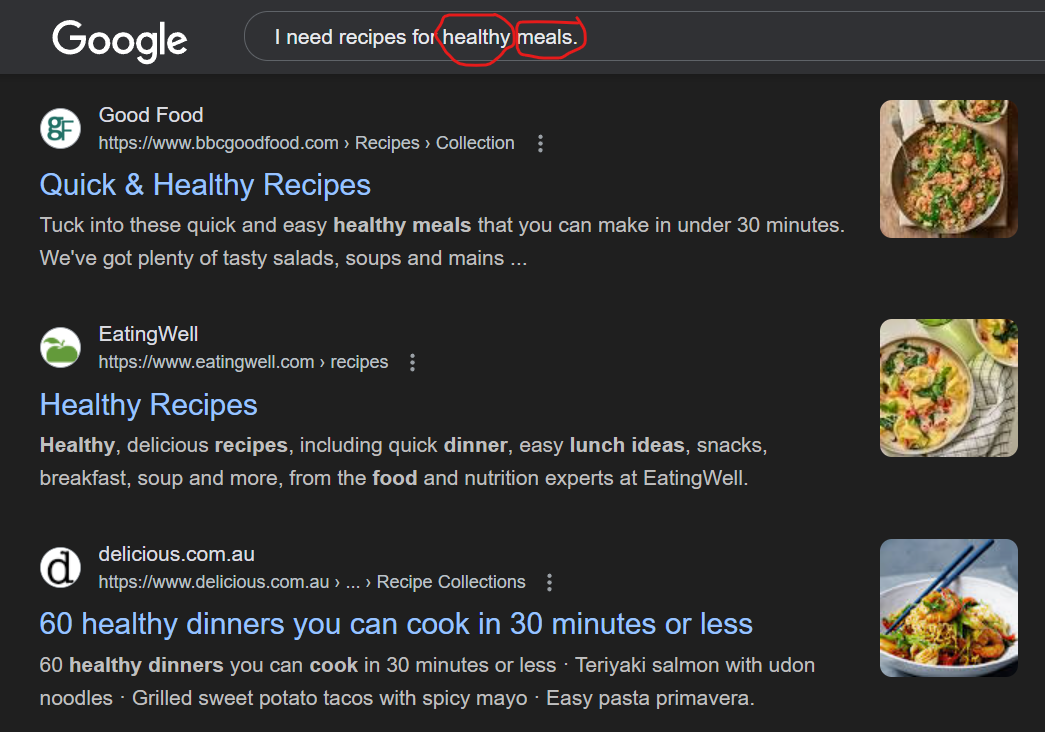 Google
I need recipes for healthy meals.
gf
Good Food
https://www.bbcgoodfood.com › Recipes › Collection
Quick & Healthy Recipes
Tuck into these quick and easy healthy meals that you can make in under 30 minutes.
We've got plenty of tasty salads, soups and mains ...
EatingWell
https://www.eatingwell.com › recipes
Healthy Recipes
Healthy, delicious recipes, including quick dinner, easy lunch ideas, snacks,
breakfast, soup and more, from the food and nutrition experts at EatingWell.
d
delicious.com.au
https://www.delicious.com.au › ... › Recipe Collections
60 healthy dinners you can cook in 30 minutes or less
60 healthy dinners you can cook in 30 minutes or less · Teriyaki salmon with udon
noodles · Grilled sweet potato tacos with spicy mayo · Easy pasta primavera.